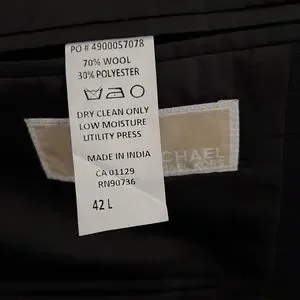 PO # 4900057078
70% WOOL
30% POLYESTER
DRY CLEAN ONLY
LOW MOISTURE
UTILITY PRESS
MADE IN INDIA
CA 01129
RN90736
42 L
CHAEL